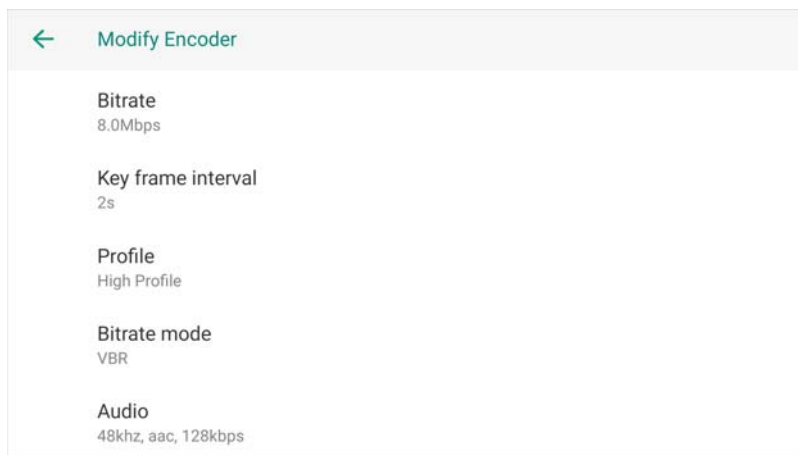 Modify Encoder
Bitrate
8.0Mbps
Key frame interval
2s
Profile
High Profile
Bitrate mode
VBR
Audio
48khz, aac, 128kbps